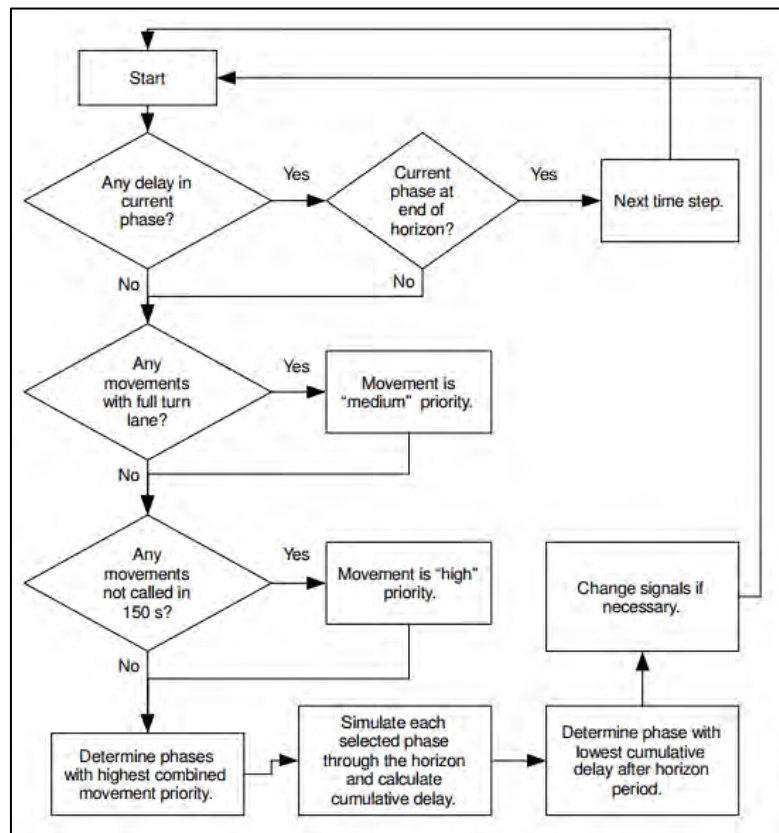 Start
Any delay in
current
phase?
Yes
Current
phase at
end of
horizon?
Yes
Next time step.
No
No
Any
movements
with full turn
lane?
Yes
Movement is
"medium" priority.
No
Any
movements
not called in
150 s?
Yes
Movement is "high"
priority.
Change signals if
necessary.
No
Determine phases
with highest combined
movement priority.
Simulate each
selected phase
through the horizon
and calculate
cumulative delay.
Determine phase with
lowest cumulative
delay after horizon
period.